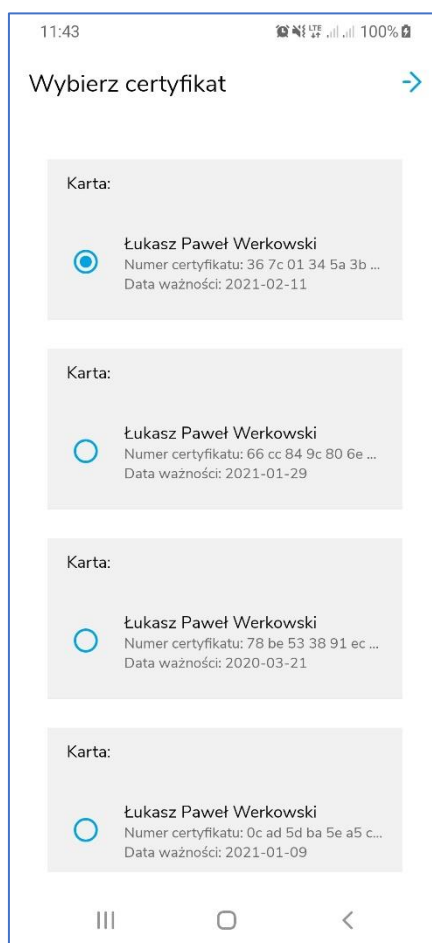 11:43 LTE 100%
Wybierz certyfikat
Karta:
Łukasz Paweł Werkowski
Numer certyfikatu: 36 7c 01 34 5a 3b ...
Data ważności: 2021-02-11
Karta:
Łukasz Paweł Werkowski
Numer certyfikatu: 66 cc 84 9c 80 6e ...
Data ważności: 2021-01-29
Karta:
Łukasz Paweł Werkowski
Numer certyfikatu: 78 be 53 38 91 ec ...
Data ważności: 2020-03-21
Karta:
Łukasz Paweł Werkowski
Numer certyfikatu: 0c ad 5d ba 5e a5 c...
Data ważności: 2021-01-09